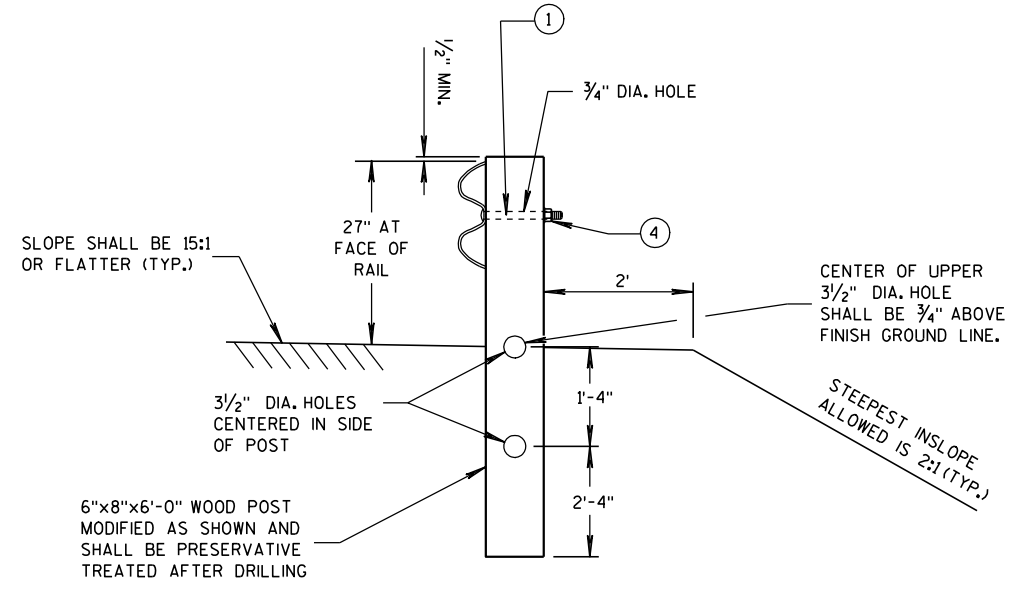 1
½" MIN.
¾" DIA. HOLE
27" AT
FACE OF
RAIL
4
SLOPE SHALL BE 15:1
OR FLATTER (TYP.)
2'
CENTER OF UPPER
3½" DIA. HOLE
SHALL BE ¾" ABOVE
FINISH GROUND LINE.
3½" DIA. HOLES
CENTERED IN SIDE
OF POST
1'-4"
STEEPEST INSLOPE
ALLOWED IS 2:1 (TYP.)
2'-4"
6"x8"x6'-0" WOOD POST
MODIFIED AS SHOWN AND
SHALL BE PRESERVATIVE
TREATED AFTER DRILLING